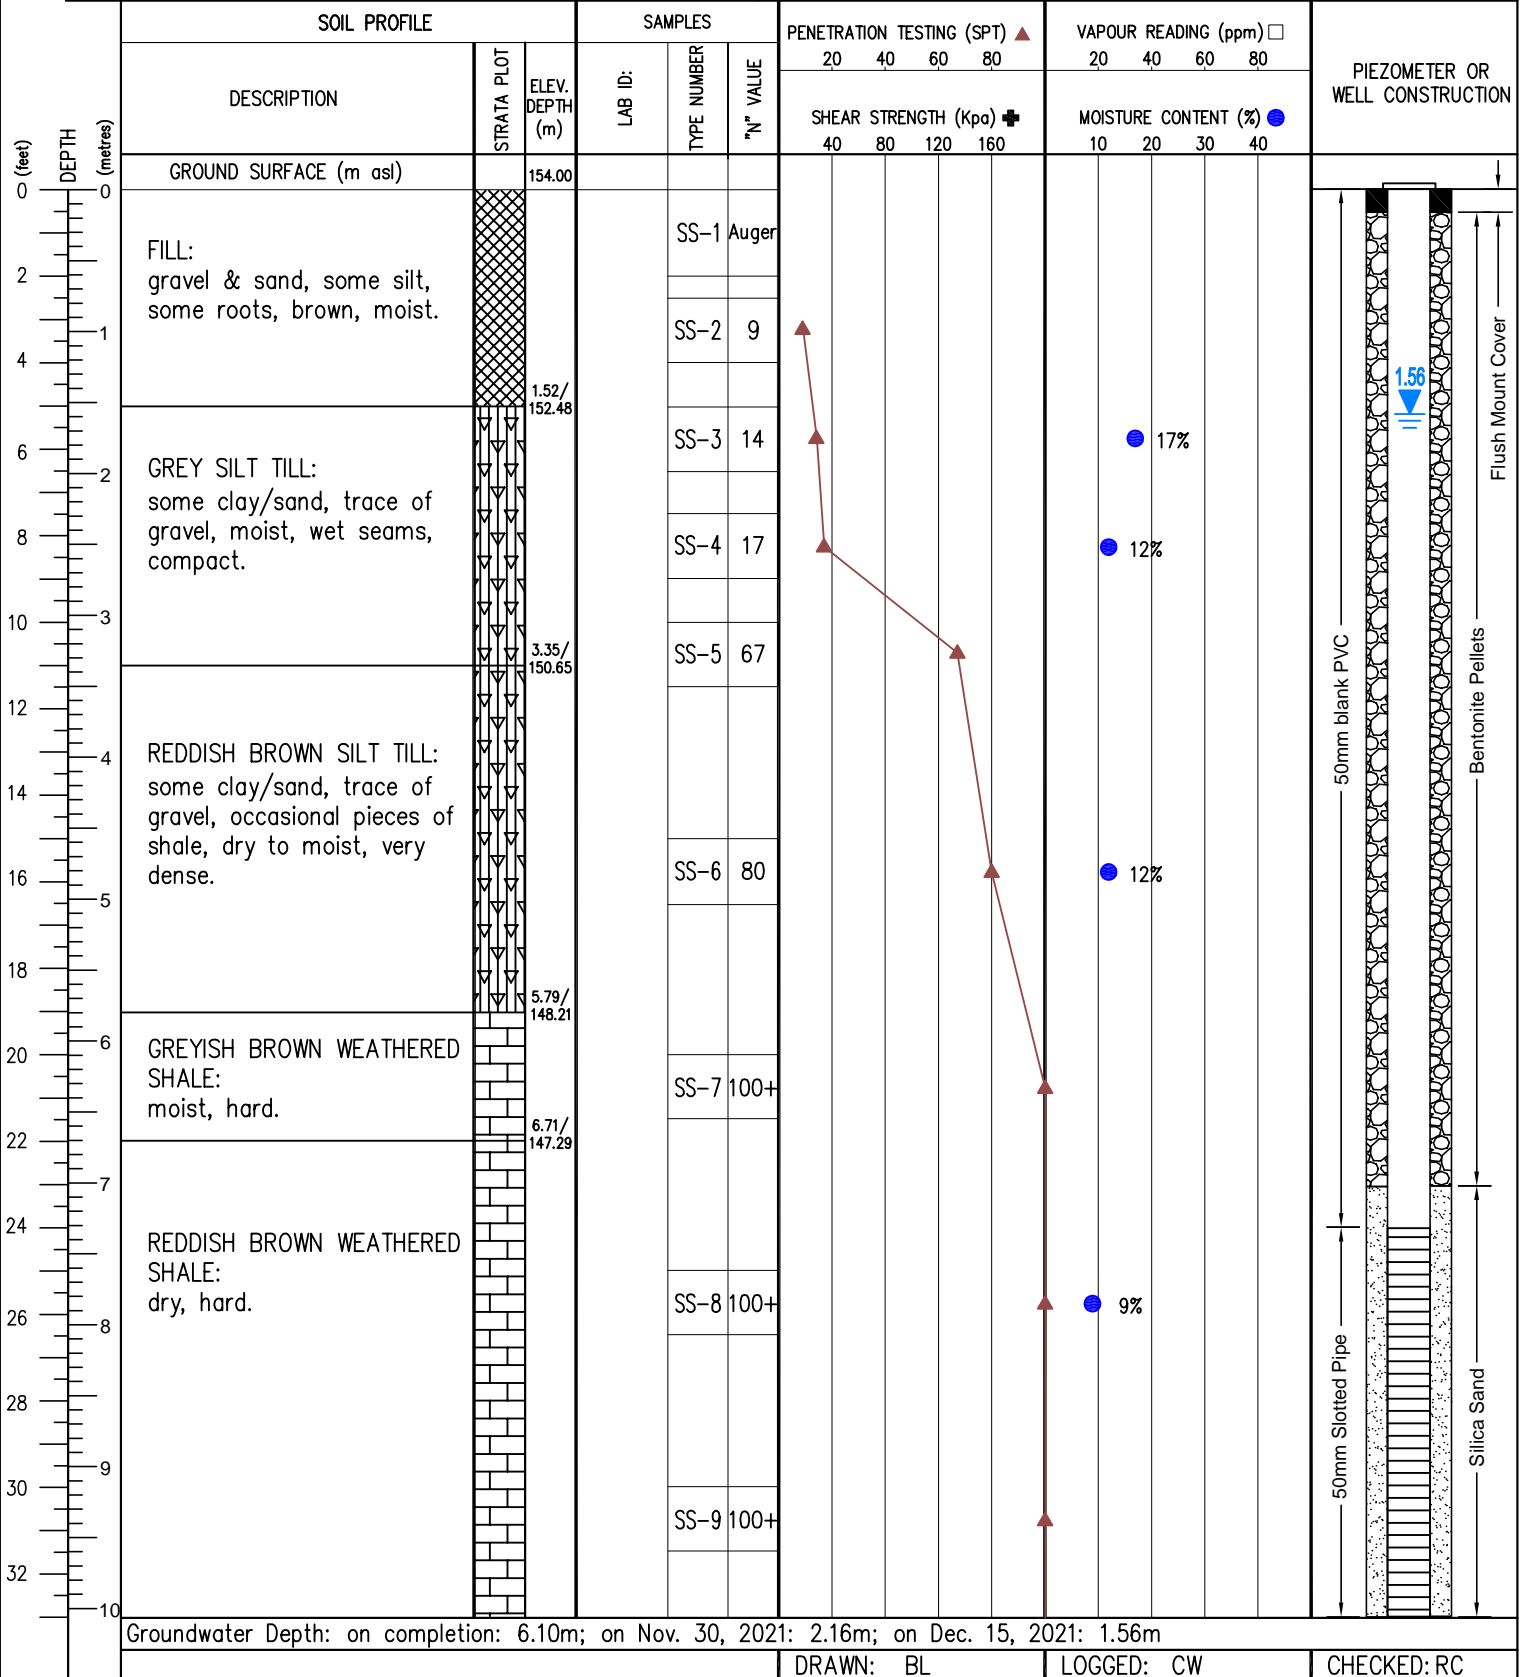 SOIL PROFILE
SAMPLES
PENETRATION TESTING (SPT)
20 40 60 80
VAPOUR READING (ppm)
20 40 60 80
PIEZOMETER OR
WELL CONSTRUCTION
DESCRIPTION
STRATA PLOT
ELEV.
DEPTH
(m)
LAB ID:
TYPE NUMBER
"N" VALUE
SHEAR STRENGTH (Kpa)
40 80 120 160
MOISTURE CONTENT (%)
10 20 30 40
(feet)
DEPTH
(metres)
GROUND SURFACE (m asl)
154.00
0
2
4
6
8
10
12
14
16
18
20
22
24
26
28
30
32
0
1
2
3
4
5
6
7
8
9
10
FILL:
gravel & sand, some silt,
some roots, brown, moist.
1.52/
152.48
GREY SILT TILL:
some clay/sand, trace of
gravel, moist, wet seams,
compact.
3.35/
150.65
REDDISH BROWN SILT TILL:
some clay/sand, trace of
gravel, occasional pieces of
shale, dry to moist, very
dense.
5.79/
148.21
GREYISH BROWN WEATHERED
SHALE:
moist, hard.
6.71/
147.29
REDDISH BROWN WEATHERED
SHALE:
dry, hard.
SS-1 Auger
SS-2 9
SS-3 14
SS-4 17
SS-5 67
SS-6 80
SS-7 100+
SS-8 100+
SS-9 100+
17%
12%
12%
9%
1.56
Flush Mount Cover
50mm blank PVC
Bentonite Pellets
50mm Slotted Pipe
Silica Sand
Groundwater Depth: on completion: 6.10m; on Nov. 30, 2021: 2.16m; on Dec. 15, 2021: 1.56m
DRAWN: BL
LOGGED: CW
CHECKED: RC